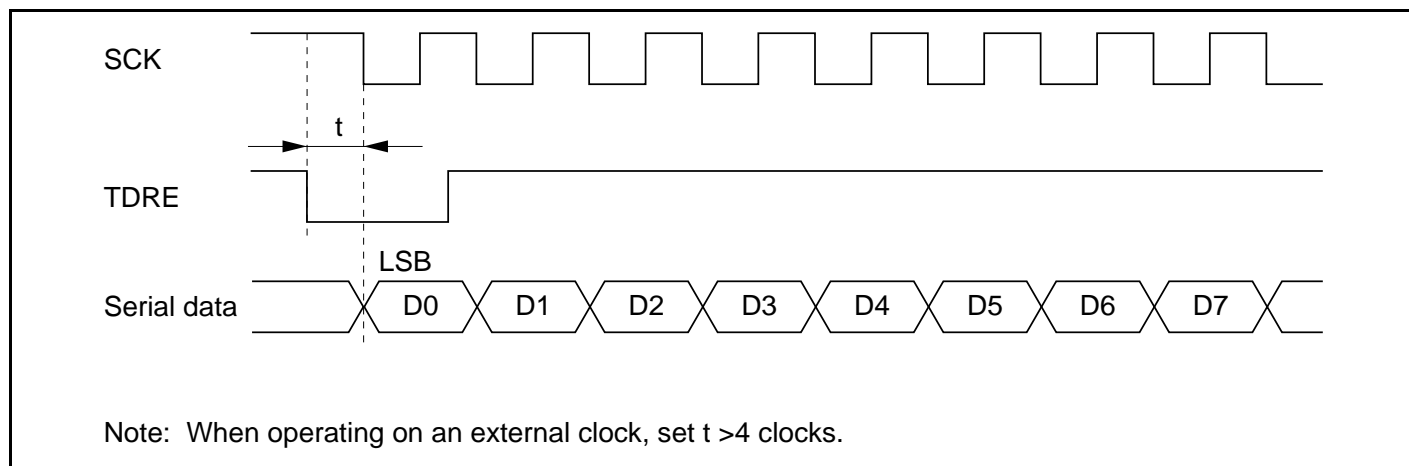 SCK
t
TDRE
LSB
Serial data
D0 D1 D2 D3 D4 D5 D6 D7
Note: When operating on an external clock, set t >4 clocks.